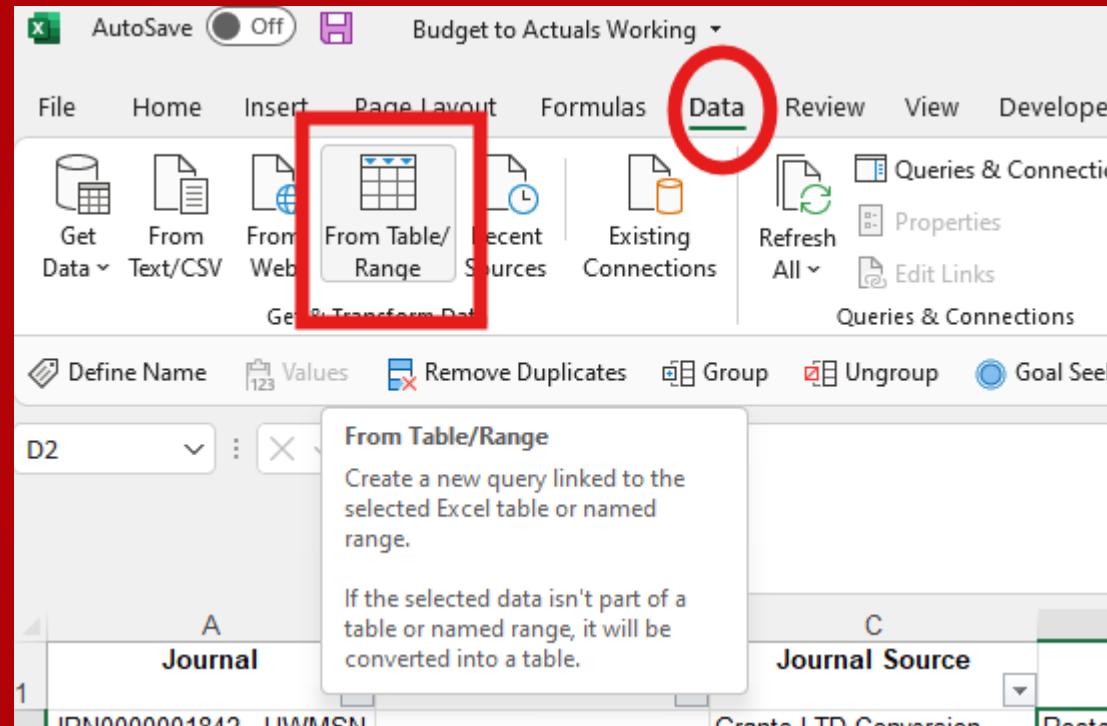 AutoSave Off Budget to Actuals Working
File Home Insert Page Layout Formulas Data Review View
Get Data
From Text/CSV
From Web
From Table/ Range
Recent Sources
Existing Connections
Refresh All
Queries &
Properties
Edit Links
Get & Transform
Queries & Connections
Define Name Values Remove Duplicates Group Ungroup Goal
D2
From Table/Range
Create a new query linked to the
selected Excel table or named
range.
If the selected data isn't part of a
table or named range, it will be
converted into a table.
A C
1 Journal Journal Source